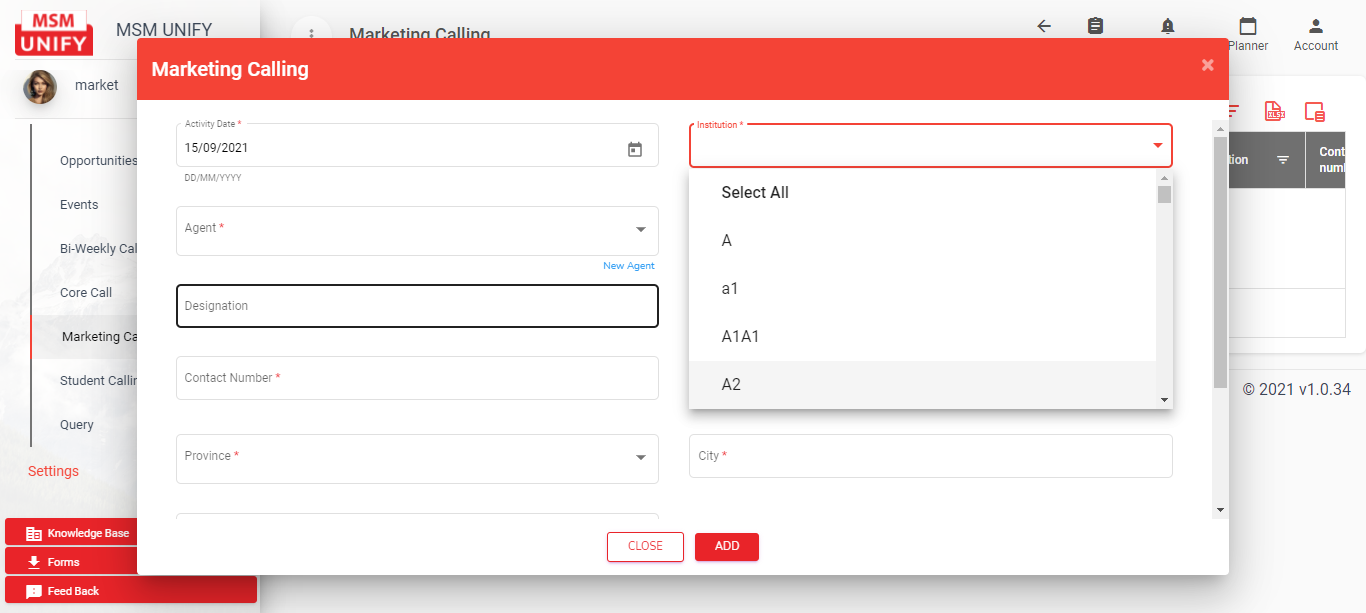 MSM
UNIFY
MSM UNIFY
Marketing Calling
Planner
Account
market
Opportunities
Events
Bi-Weekly Cal
Core Call
Marketing Ca
Student Callin
Query
Settings
Knowledge Base
Forms
Feed Back
Marketing Calling
×
Activity Date *
15/09/2021
DD/MM/YYYY
Institution *
Select All
A
a1
A1A1
A2
Agent *
New Agent
Designation
Contact Number *
Province *
City *
CLOSE
ADD
XLSX
tion
Cont
num
© 2021 v1.0.34